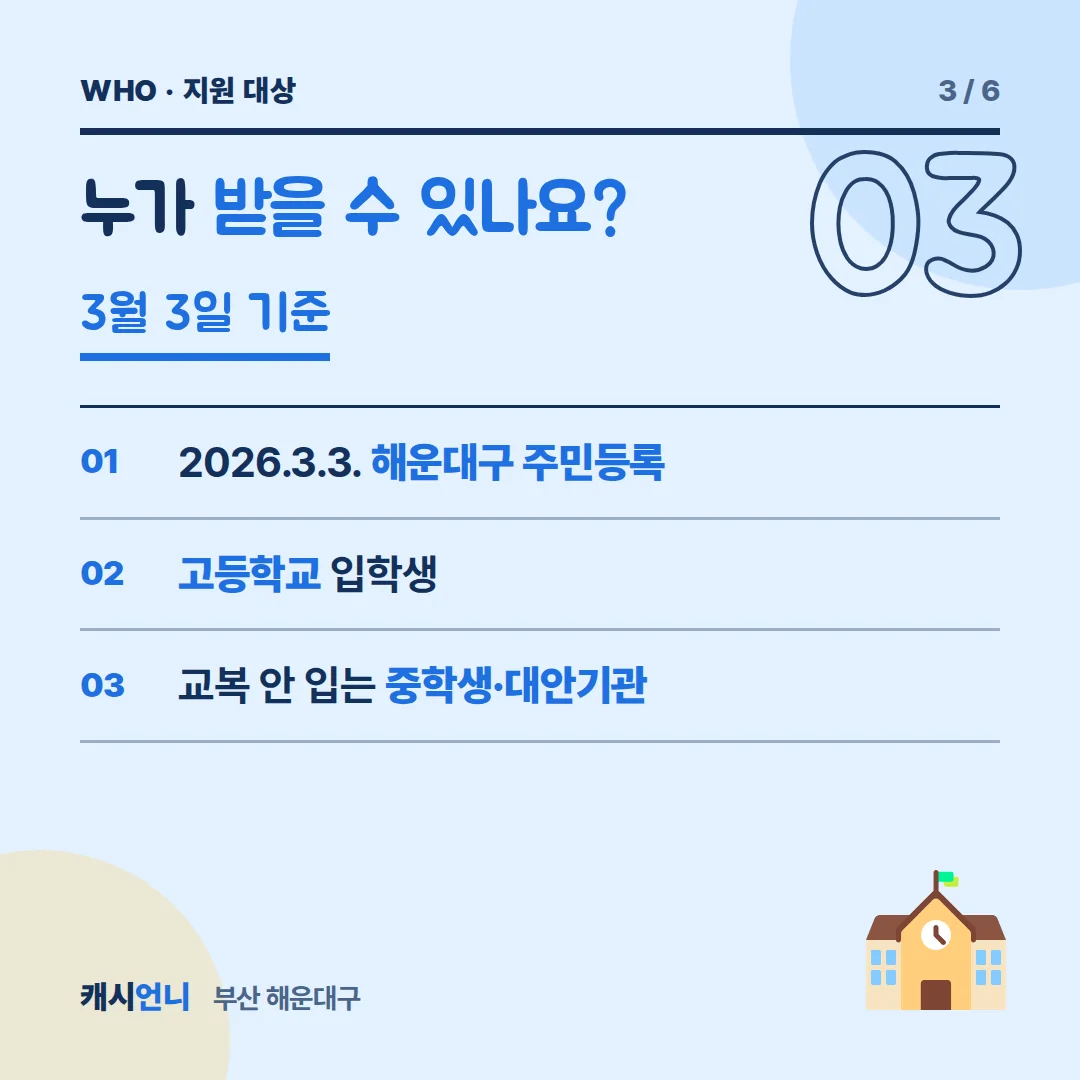 WHO · 지원 대상
3 / 6
누가 받을 수 있나요?
03
3월 3일 기준
01 2026.3.3. 해운대구 주민등록
02 고등학교 입학생
03 교복 안 입는 중학생·대안기관
캐시언니 부산 해운대구